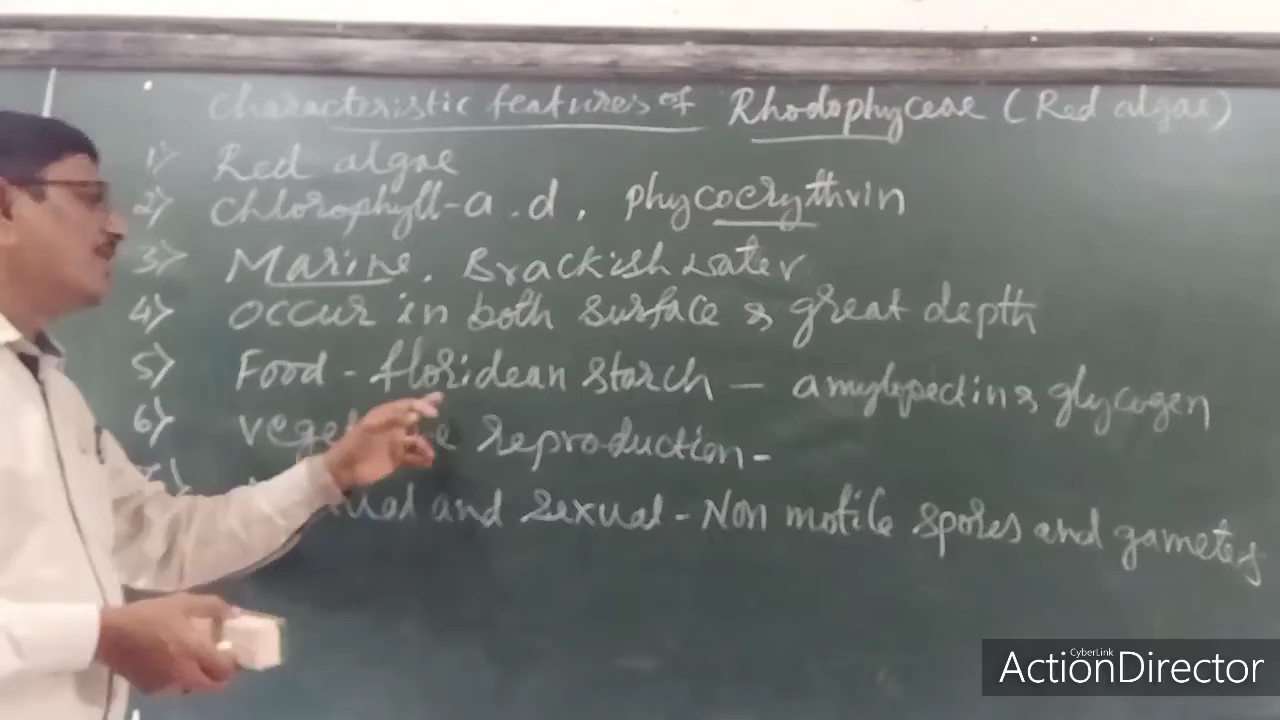 Characteristic features of Rhodophyceae (Red algae)
1) Red algae
2) Chlorophyll-a.d, phycoerythrin
3) Marine, Brackish water
4) Occur in both surface & great depth
5) Food - floridean starch - amylopectin & glycogen
6) reproduction-
and sexual - Non motile spores and gametes
CyberLink
ActionDirector